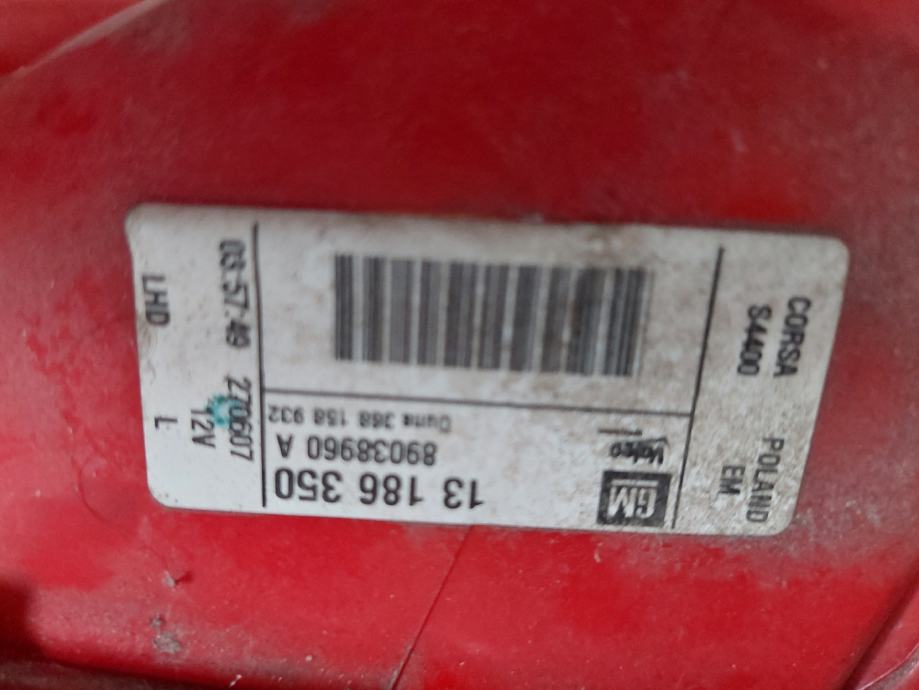 CORSA POLAND
S4400 EM
GM
Valeo
13 186 350
89038960 A
Duns 368 158 932
03:57:49 270607
12V
LHD L